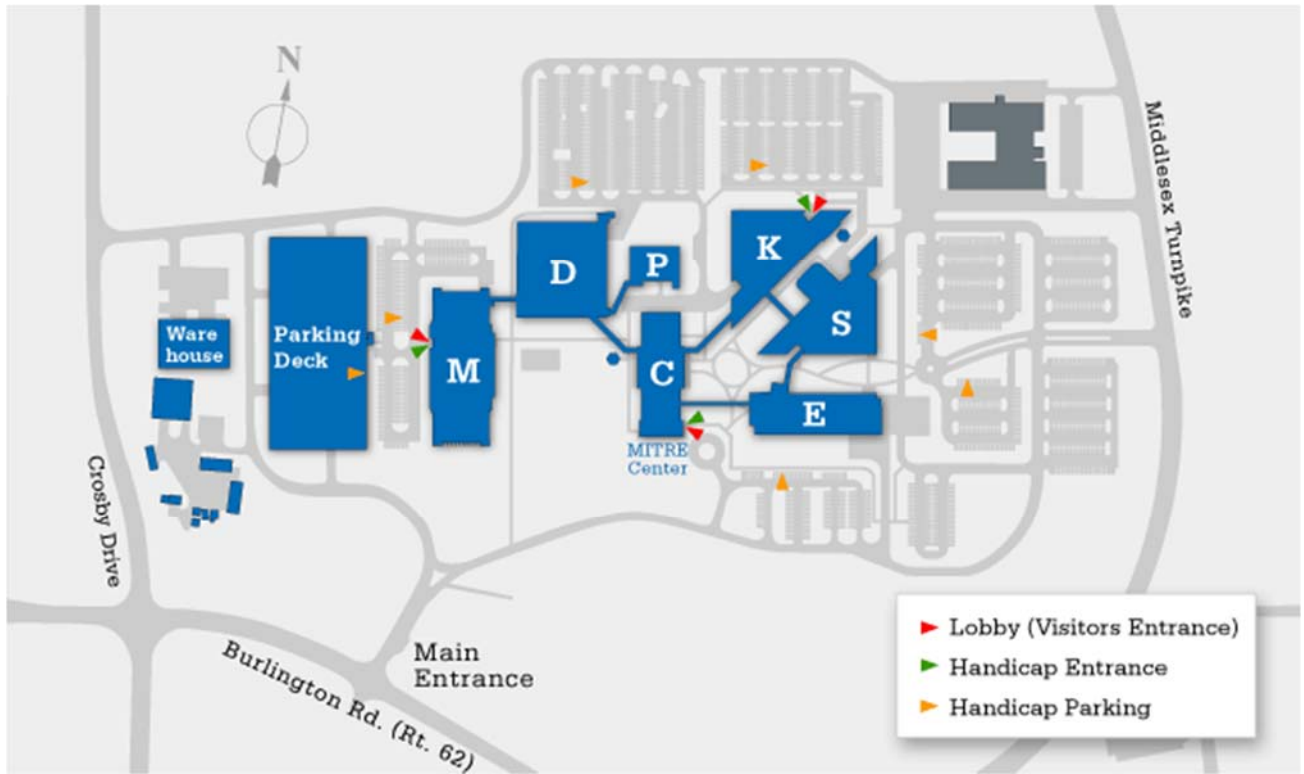 N
Middlesex Turnpike
K
D
P
S
Ware
house
Parking
Deck
M
C
E
MITRE
Center
Crosby Drive
Main
Entrance
Burlington Rd. (Rt. 62)
Lobby (Visitors Entrance)
Handicap Entrance
Handicap Parking